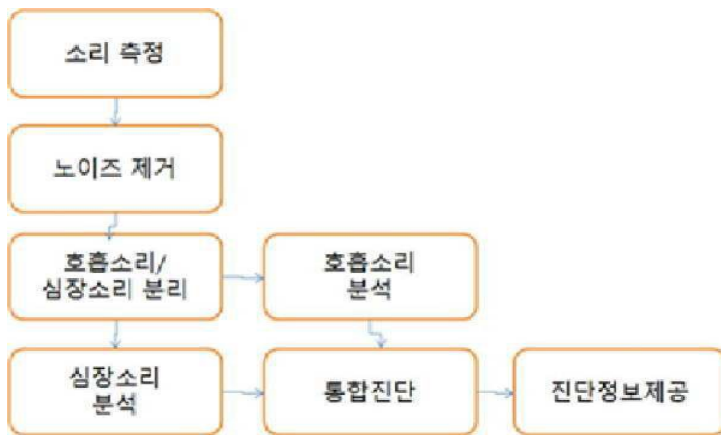 소리 측정
노이즈 제거
호흡소리/
심장소리 분리
호흡소리
분석
심장소리
분석
통합진단
진단정보제공